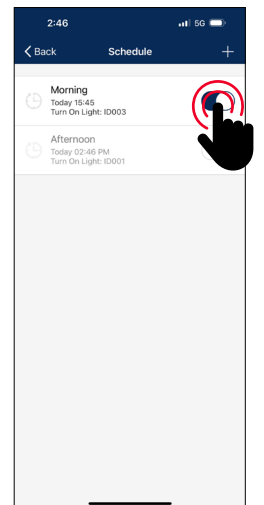 2:46
5G
Back
Schedule
Morning
Today 15:45
Turn On Light: ID003
Afternoon
Today 02:46 PM
Turn On Light: ID001